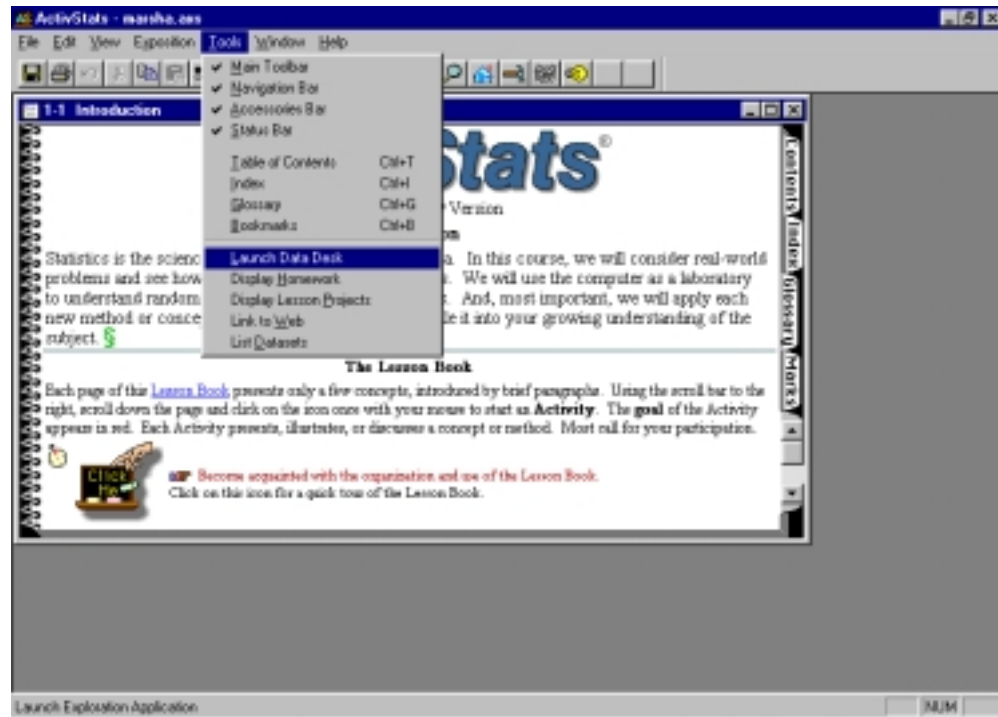 ActivStats - marsha.aas
File Edit View Exposition Tools Window Help
1-1 Introduction
Main Toolbar
Navigation Bar
Accessories Bar
Status Bar
Table of Contents Ctrl+T
Index Ctrl+I
Glossary Ctrl+G
Bookmarks Ctrl+B
Launch Data Desk
Display Homework
Display Lesson Projects
Link to Web
List Datasets
tats®
Version
on
Statistics is the scienc a. In this course, we will consider real-world
problems and see how s. We will use the computer as a laboratory
to understand random s. And, most important, we will apply each
new method or conce le it into your growing understanding of the
subject. §
The Lesson Book
Each page of this Lesson Book presents only a few concepts, introduced by brief paragraphs. Using the scroll bar to the
right, scroll down the page and click on the icon once with your mouse to start an Activity. The goal of the Activity
appears in red. Each Activity presents, illustrates, or discusses a concept or method. Most call for your participation.
Click
Me
Become acquainted with the organization and use of the Lesson Book.
Click on this icon for a quick tour of the Lesson Book.
Contents
Index
Glossary
Marks
Launch Exploration Application
NUM